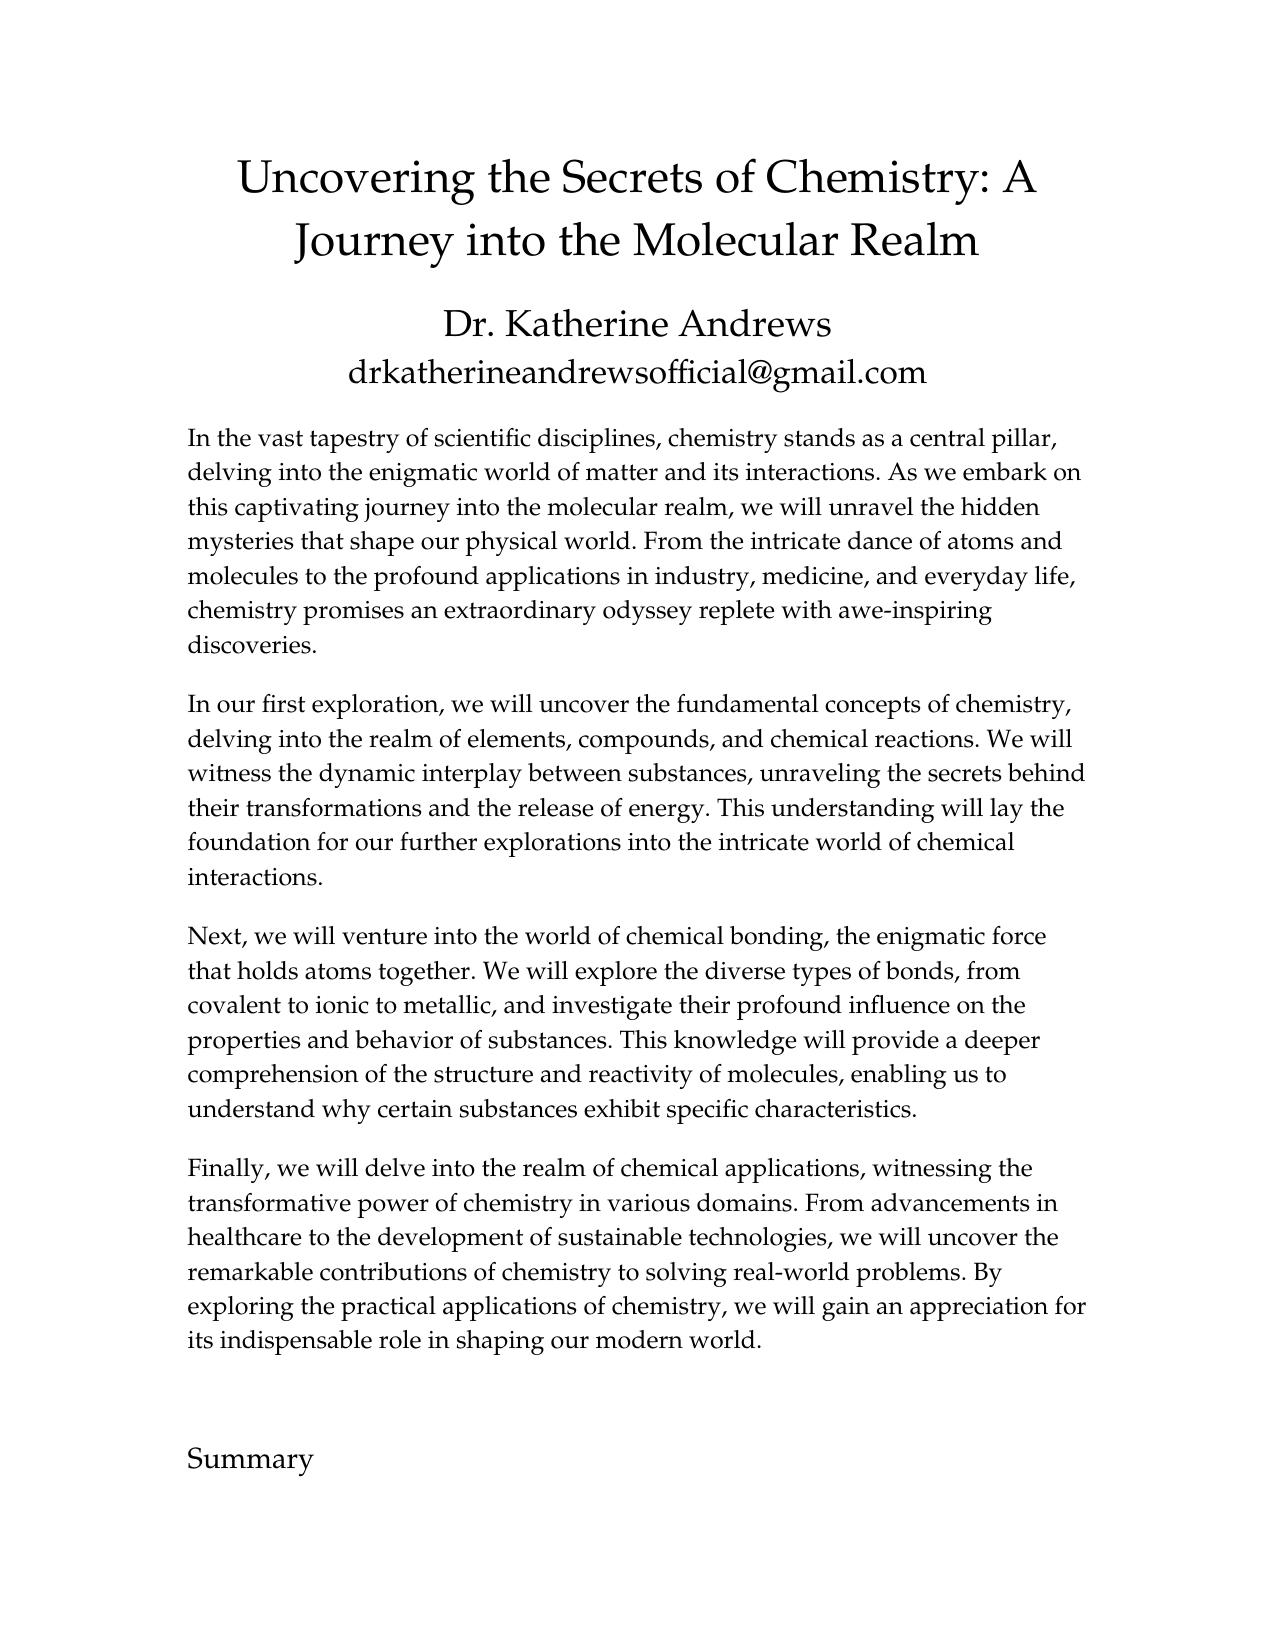 Uncovering the Secrets of Chemistry: A
Journey into the Molecular Realm
Dr. Katherine Andrews
drkatherineandrewsofficial@gmail.com
In the vast tapestry of scientific disciplines, chemistry stands as a central pillar,
delving into the enigmatic world of matter and its interactions. As we embark on
this captivating journey into the molecular realm, we will unravel the hidden
mysteries that shape our physical world. From the intricate dance of atoms and
molecules to the profound applications in industry, medicine, and everyday life,
chemistry promises an extraordinary odyssey replete with awe-inspiring
discoveries.
In our first exploration, we will uncover the fundamental concepts of chemistry,
delving into the realm of elements, compounds, and chemical reactions. We will
witness the dynamic interplay between substances, unraveling the secrets behind
their transformations and the release of energy. This understanding will lay the
foundation for our further explorations into the intricate world of chemical
interactions.
Next, we will venture into the world of chemical bonding, the enigmatic force
that holds atoms together. We will explore the diverse types of bonds, from
covalent to ionic to metallic, and investigate their profound influence on the
properties and behavior of substances. This knowledge will provide a deeper
comprehension of the structure and reactivity of molecules, enabling us to
understand why certain substances exhibit specific characteristics.
Finally, we will delve into the realm of chemical applications, witnessing the
transformative power of chemistry in various domains. From advancements in
healthcare to the development of sustainable technologies, we will uncover the
remarkable contributions of chemistry to solving real-world problems. By
exploring the practical applications of chemistry, we will gain an appreciation for
its indispensable role in shaping our modern world.
Summary